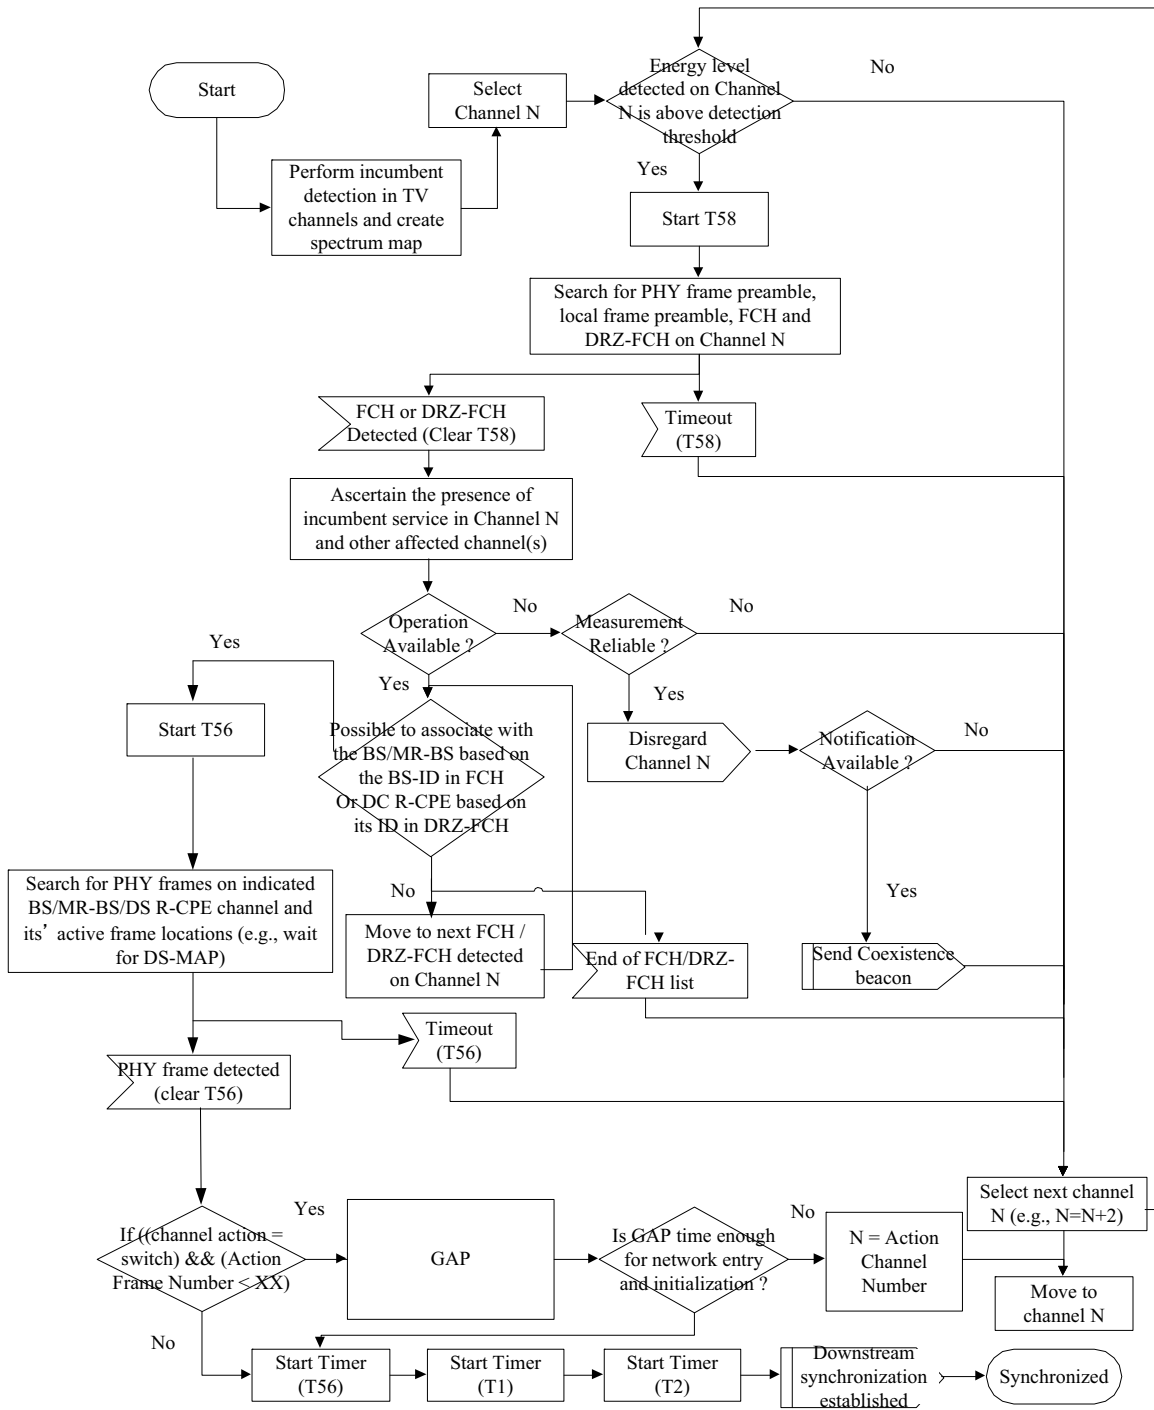 Start
Select
Channel N
Energy level
detected on Channel
N is above detection
threshold
No
Yes
Perform incumbent
detection in TV
channels and create
spectrum map
Start T58
Search for PHY frame preamble,
local frame preamble, FCH and
DRZ-FCH on Channel N
FCH or DRZ-FCH
Detected (Clear T58)
Timeout
(T58)
Ascertain the presence of
incumbent service in Channel N
and other affected channel(s)
Operation
Available ?
No
Measurement
Reliable ?
No
Yes
Yes
Yes
Start T56
Possible to associate with
the BS/MR-BS based on
the BS-ID in FCH
Or DC R-CPE based on
its ID in DRZ-FCH
Disregard
Channel N
Notification
Available ?
No
Yes
Search for PHY frames on indicated
BS/MR-BS/DS R-CPE channel and
its’ active frame locations (e.g., wait
for DS-MAP)
No
Move to next FCH /
DRZ-FCH detected
on Channel N
End of FCH/DRZ-
FCH list
Send Coexistence
beacon
Timeout
(T56)
PHY frame detected
(clear T56)
Select next channel
N (e.g., N=N+2)
If ((channel action =
switch) && (Action
Frame Number < XX)
Yes
GAP
Is GAP time enough
for network entry
and initialization ?
No
N = Action
Channel
Number
Move to
channel N
No
Start Timer
(T56)
Start Timer
(T1)
Start Timer
(T2)
Downstream
synchronization
established
Synchronized